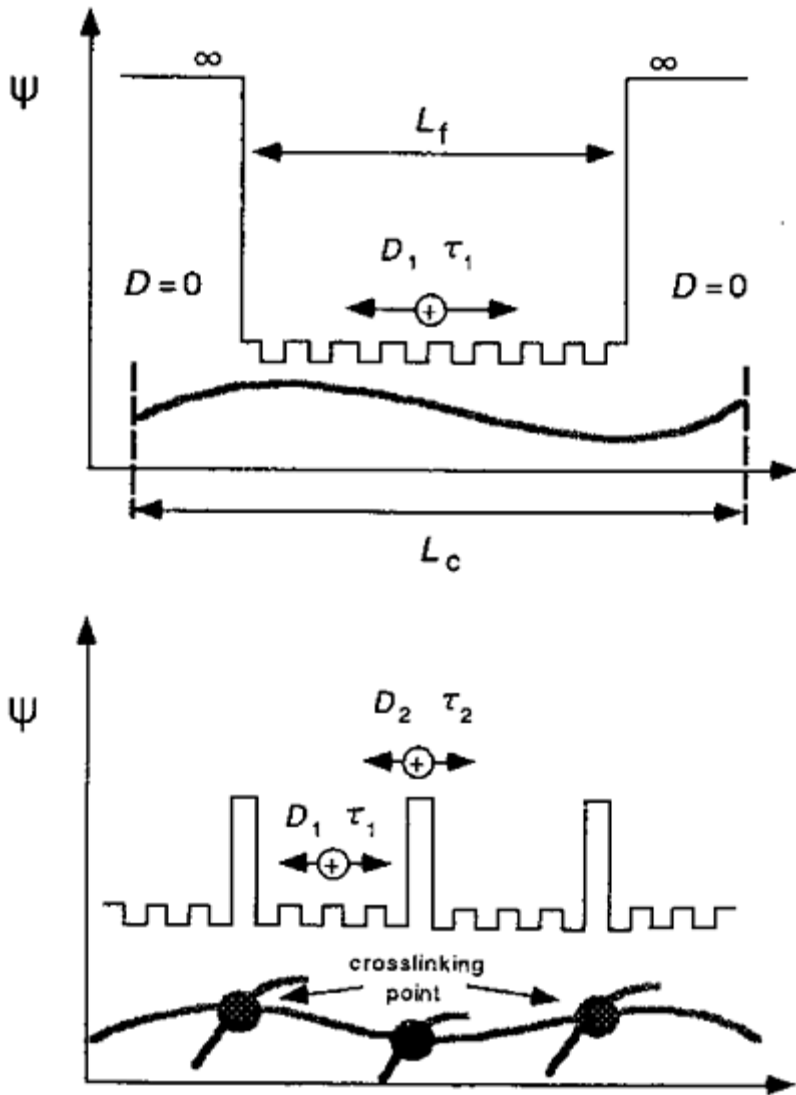 ∞ ∞
Ψ
L_f
D_1 τ_1
D = 0 D = 0
+
L_c
Ψ
D_2 τ_2
+
D_1 τ_1
+
crosslinking
point